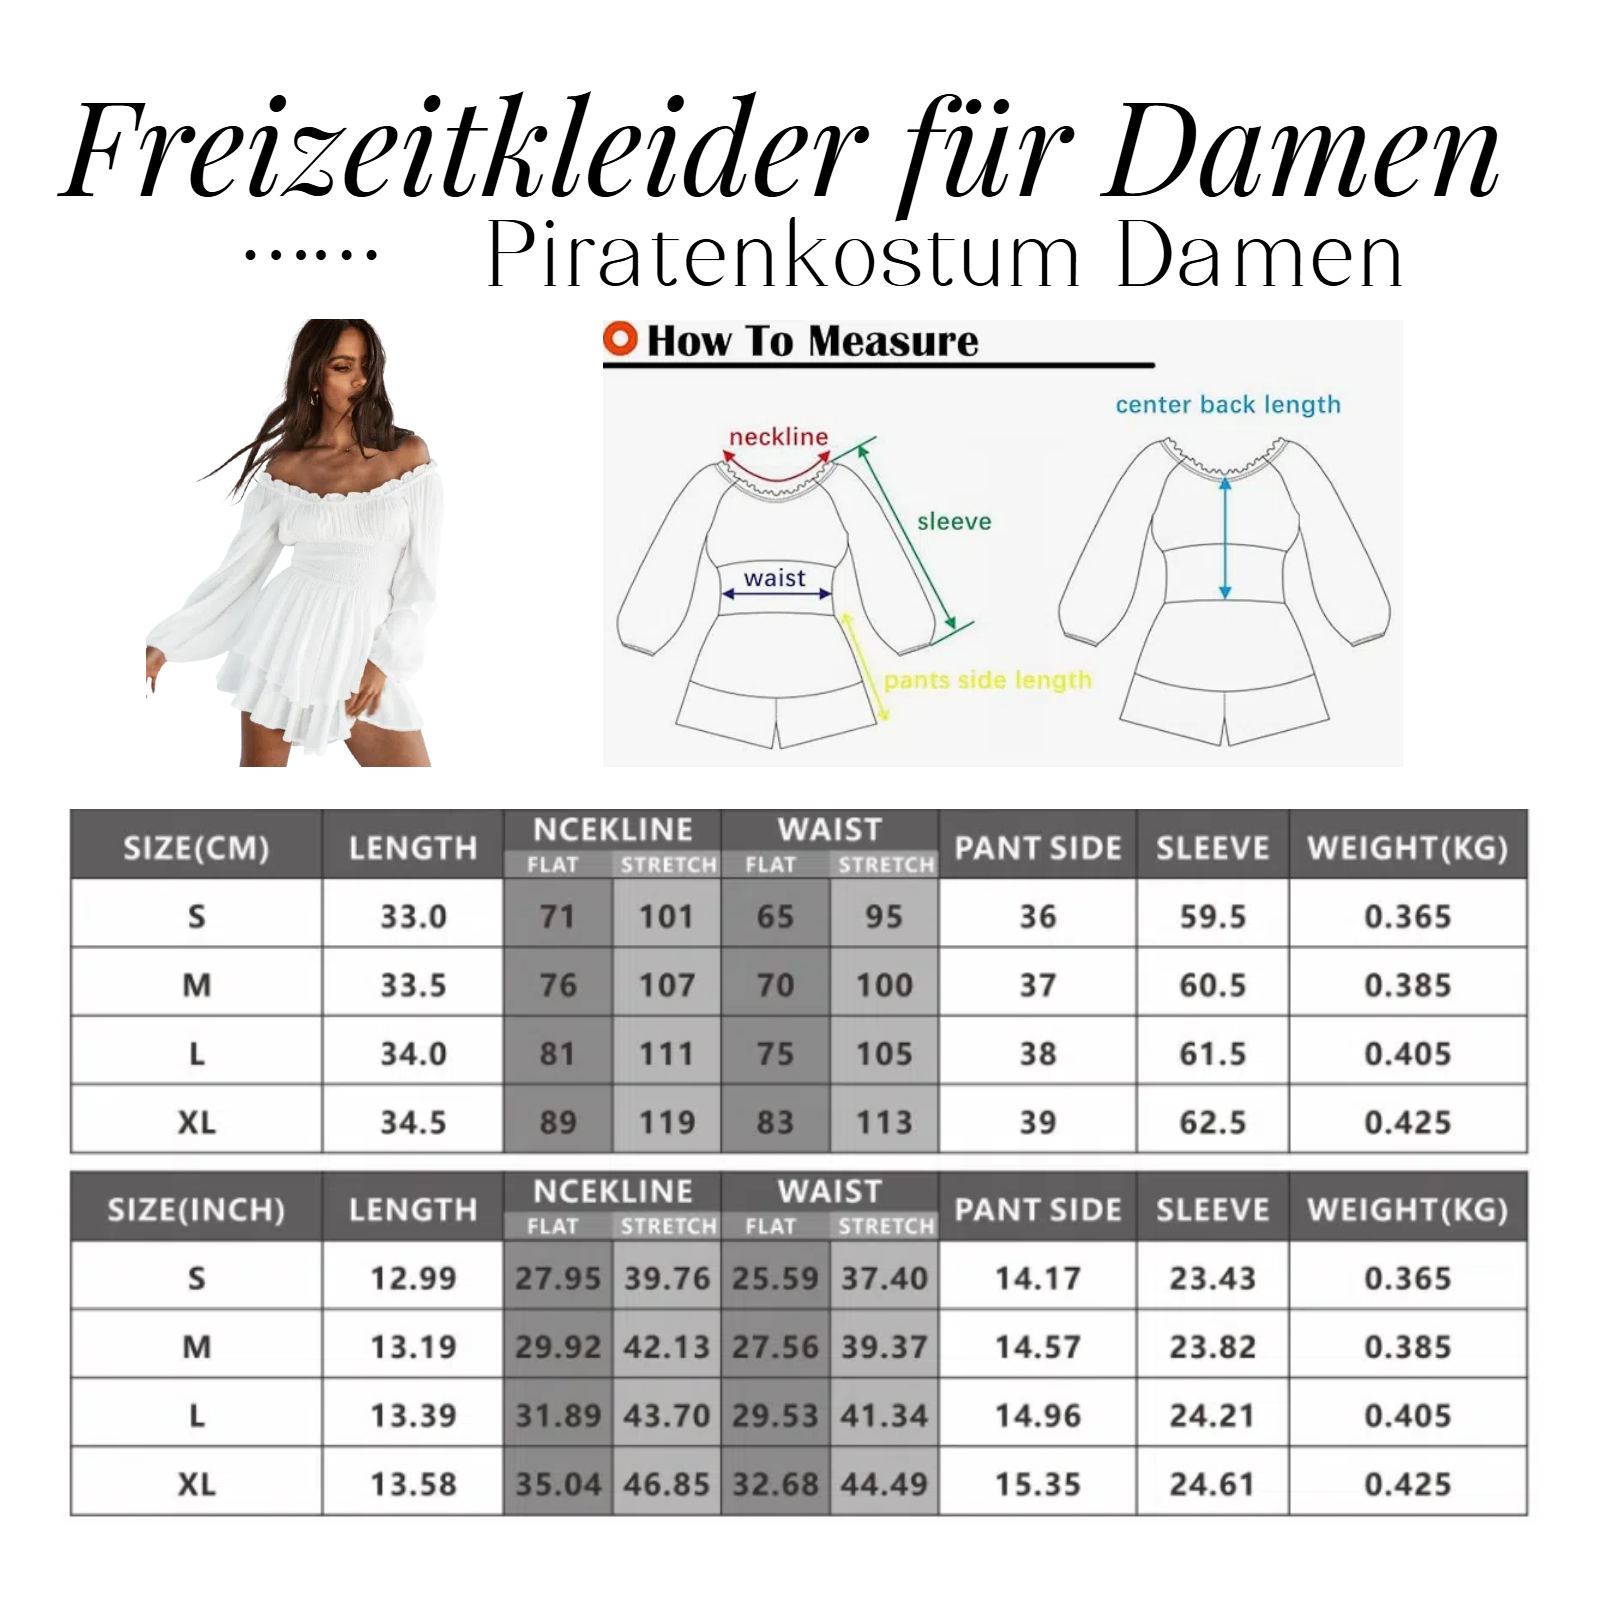 Freizeitkleider für Damen
······ Piratenkostum Damen
How To Measure
center back length
neckline
sleeve
waist
pants side length
SIZE(CM) LENGTH NCEKLINE WAIST PANT SIDE SLEEVE WEIGHT(KG)
FLAT STRETCH FLAT STRETCH
S 33.0 71 101 65 95 36 59.5 0.365
M 33.5 76 107 70 100 37 60.5 0.385
L 34.0 81 111 75 105 38 61.5 0.405
XL 34.5 89 119 83 113 39 62.5 0.425
SIZE(INCH) LENGTH NCEKLINE WAIST PANT SIDE SLEEVE WEIGHT(KG)
FLAT STRETCH FLAT STRETCH
S 12.99 27.95 39.76 25.59 37.40 14.17 23.43 0.365
M 13.19 29.92 42.13 27.56 39.37 14.57 23.82 0.385
L 13.39 31.89 43.70 29.53 41.34 14.96 24.21 0.405
XL 13.58 35.04 46.85 32.68 44.49 15.35 24.61 0.425